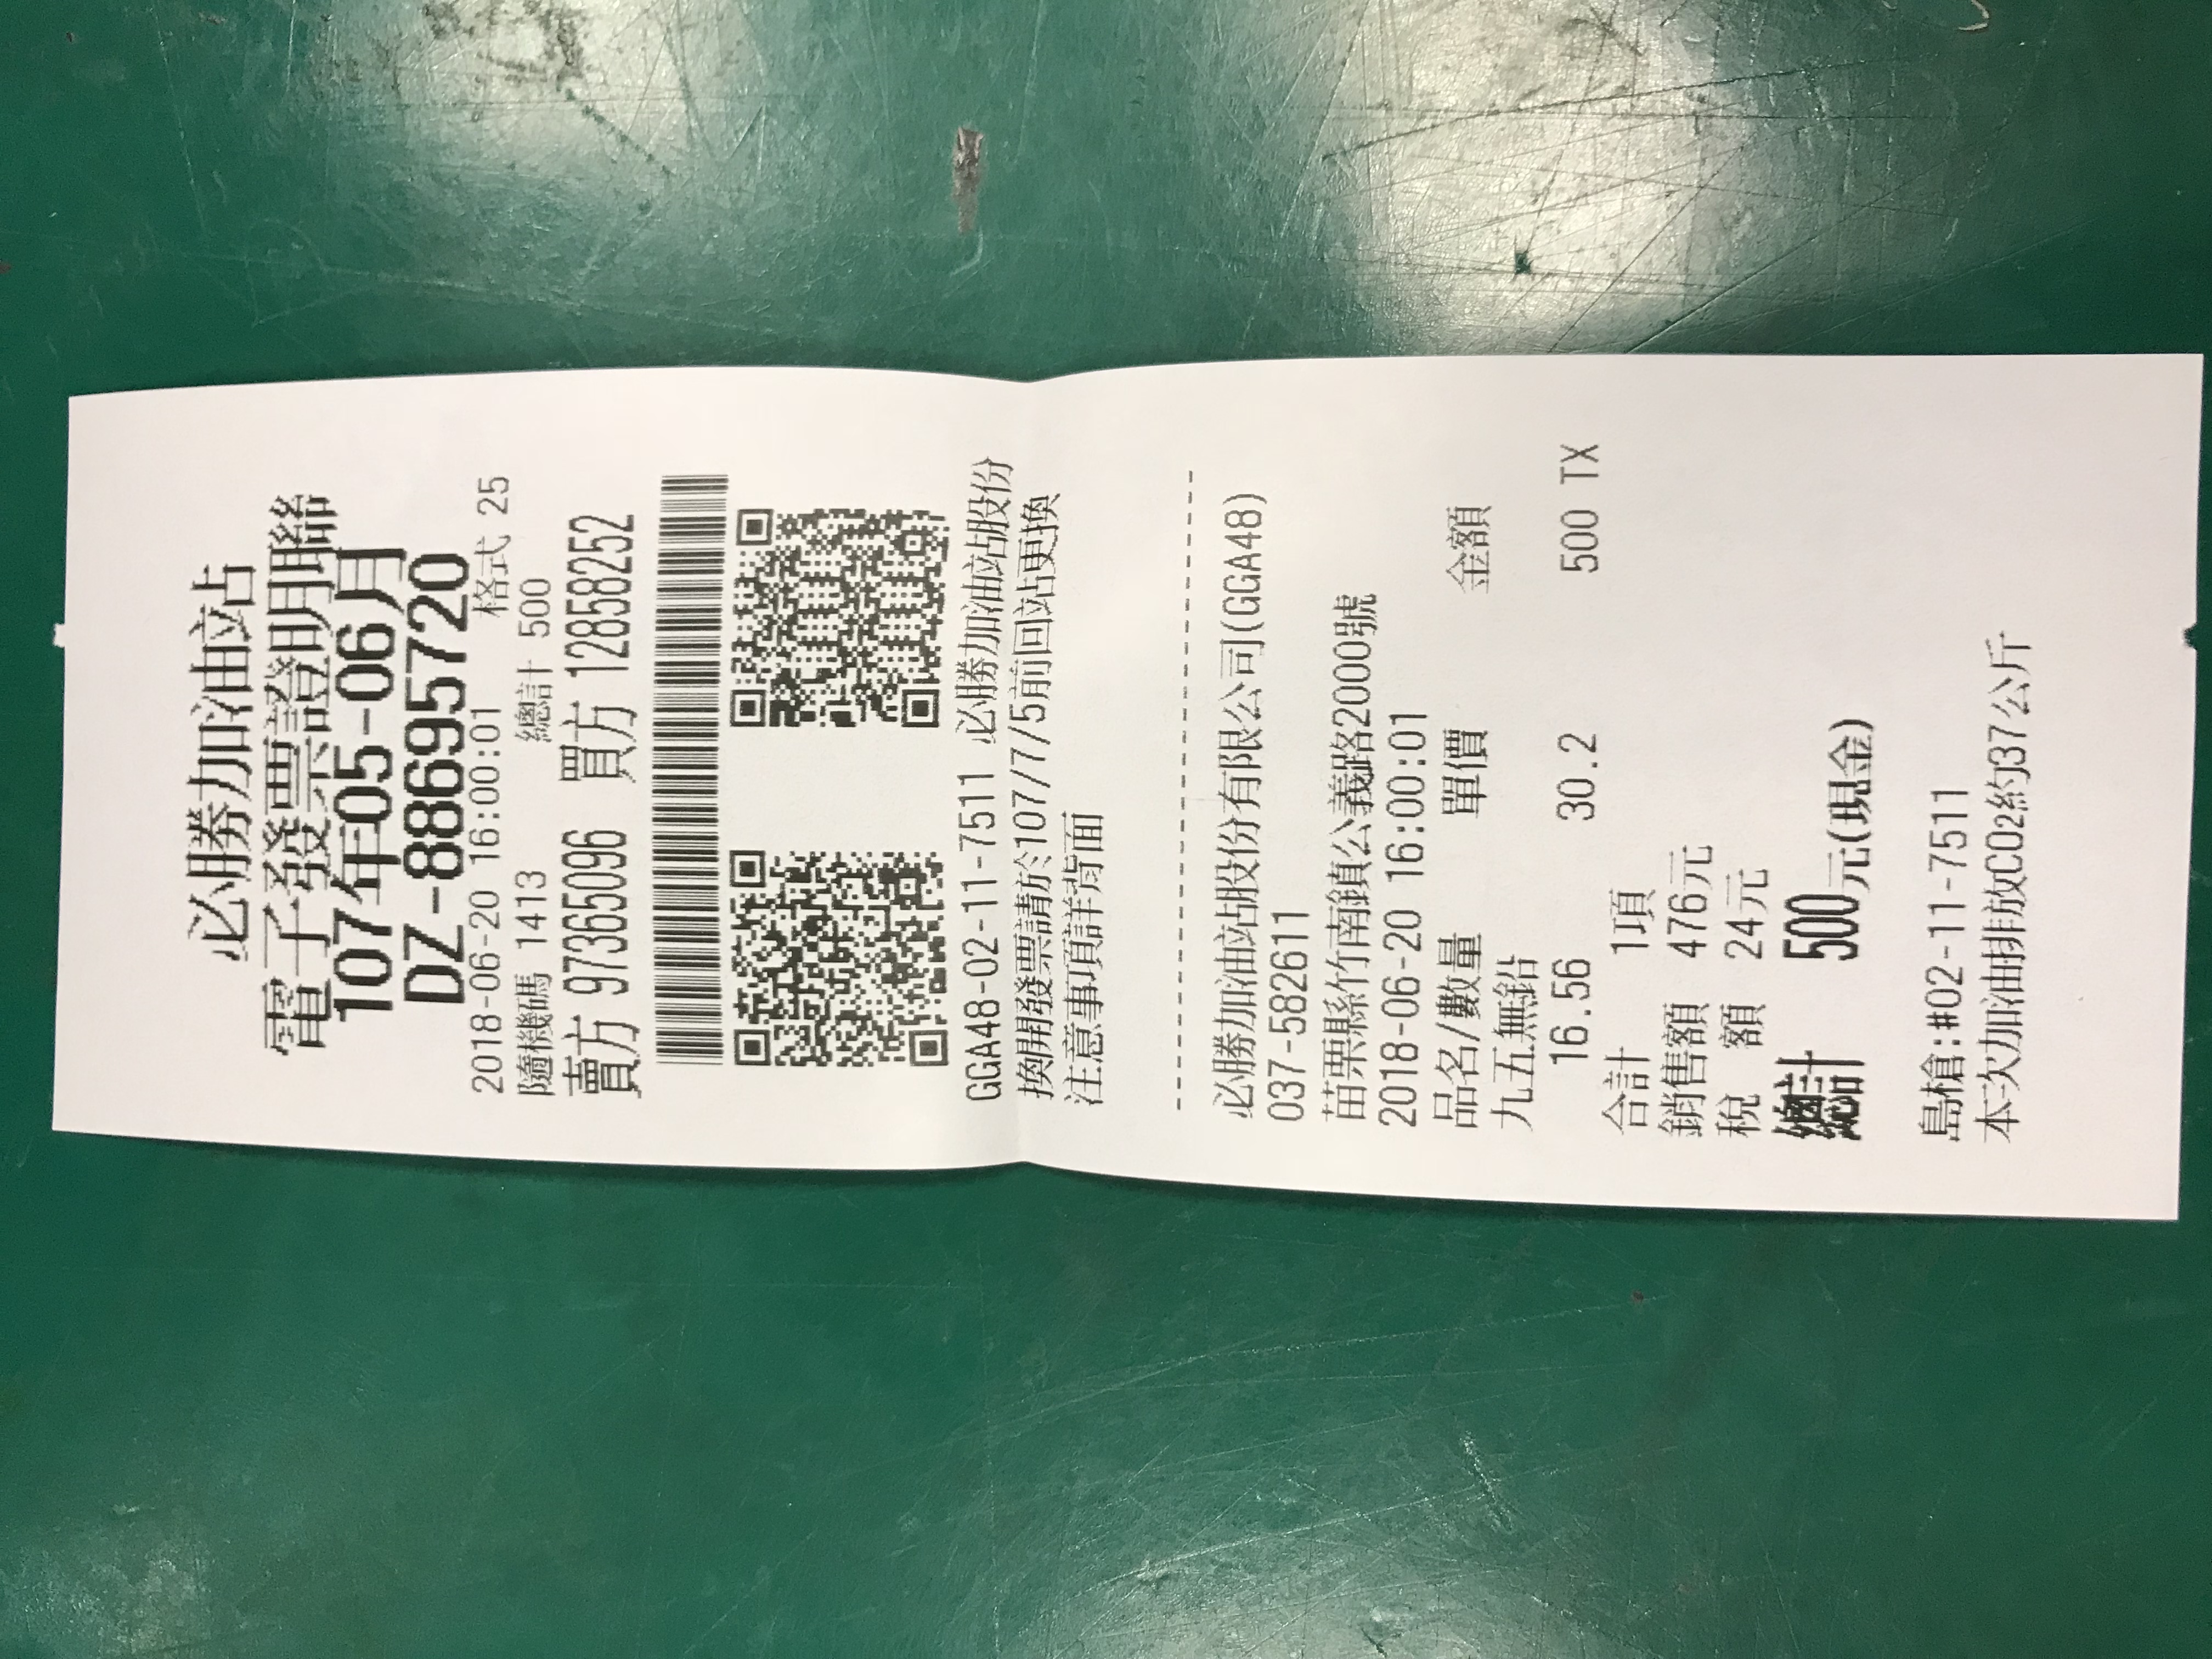 必勝加油站
電子發票證明聯
107年05-06月
DZ-88695720
2018-06-20 16:00:01 格式 25
隨機碼 1413 總計 500
賣方 97365096 買方 12858252
GGA48-02-11-7511 必勝加油站股份
換開發票請於107/7/5前回站更換
注意事項詳背面
必勝加油站股份有限公司(GGA48)
037-582611
苗栗縣竹南鎮公義路2000號
2018-06-20 16:00:01
品名/數量 單價 金額
九五無鉛
16.56 30.2 500 TX
合計 1項
銷售額 476元
稅 額 24元
總計 500元(現金)
島槍:#02-11-7511
本次加油排放CO2約37公斤